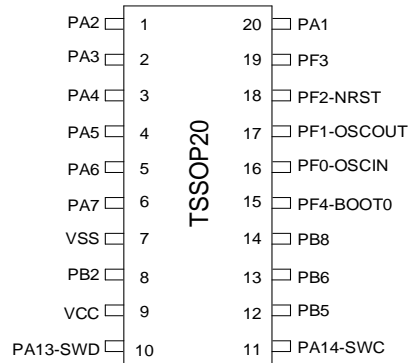 PA2 1 20 PA1
PA3 2 19 PF3
PA4 3 18 PF2-NRST
PA5 4 17 PF1-OSCOUT
PA6 5 16 PF0-OSCIN
PA7 6 15 PF4-BOOT0
VSS 7 14 PB8
PB2 8 13 PB6
VCC 9 12 PB5
PA13-SWD 10 11 PA14-SWC
TSSOP20